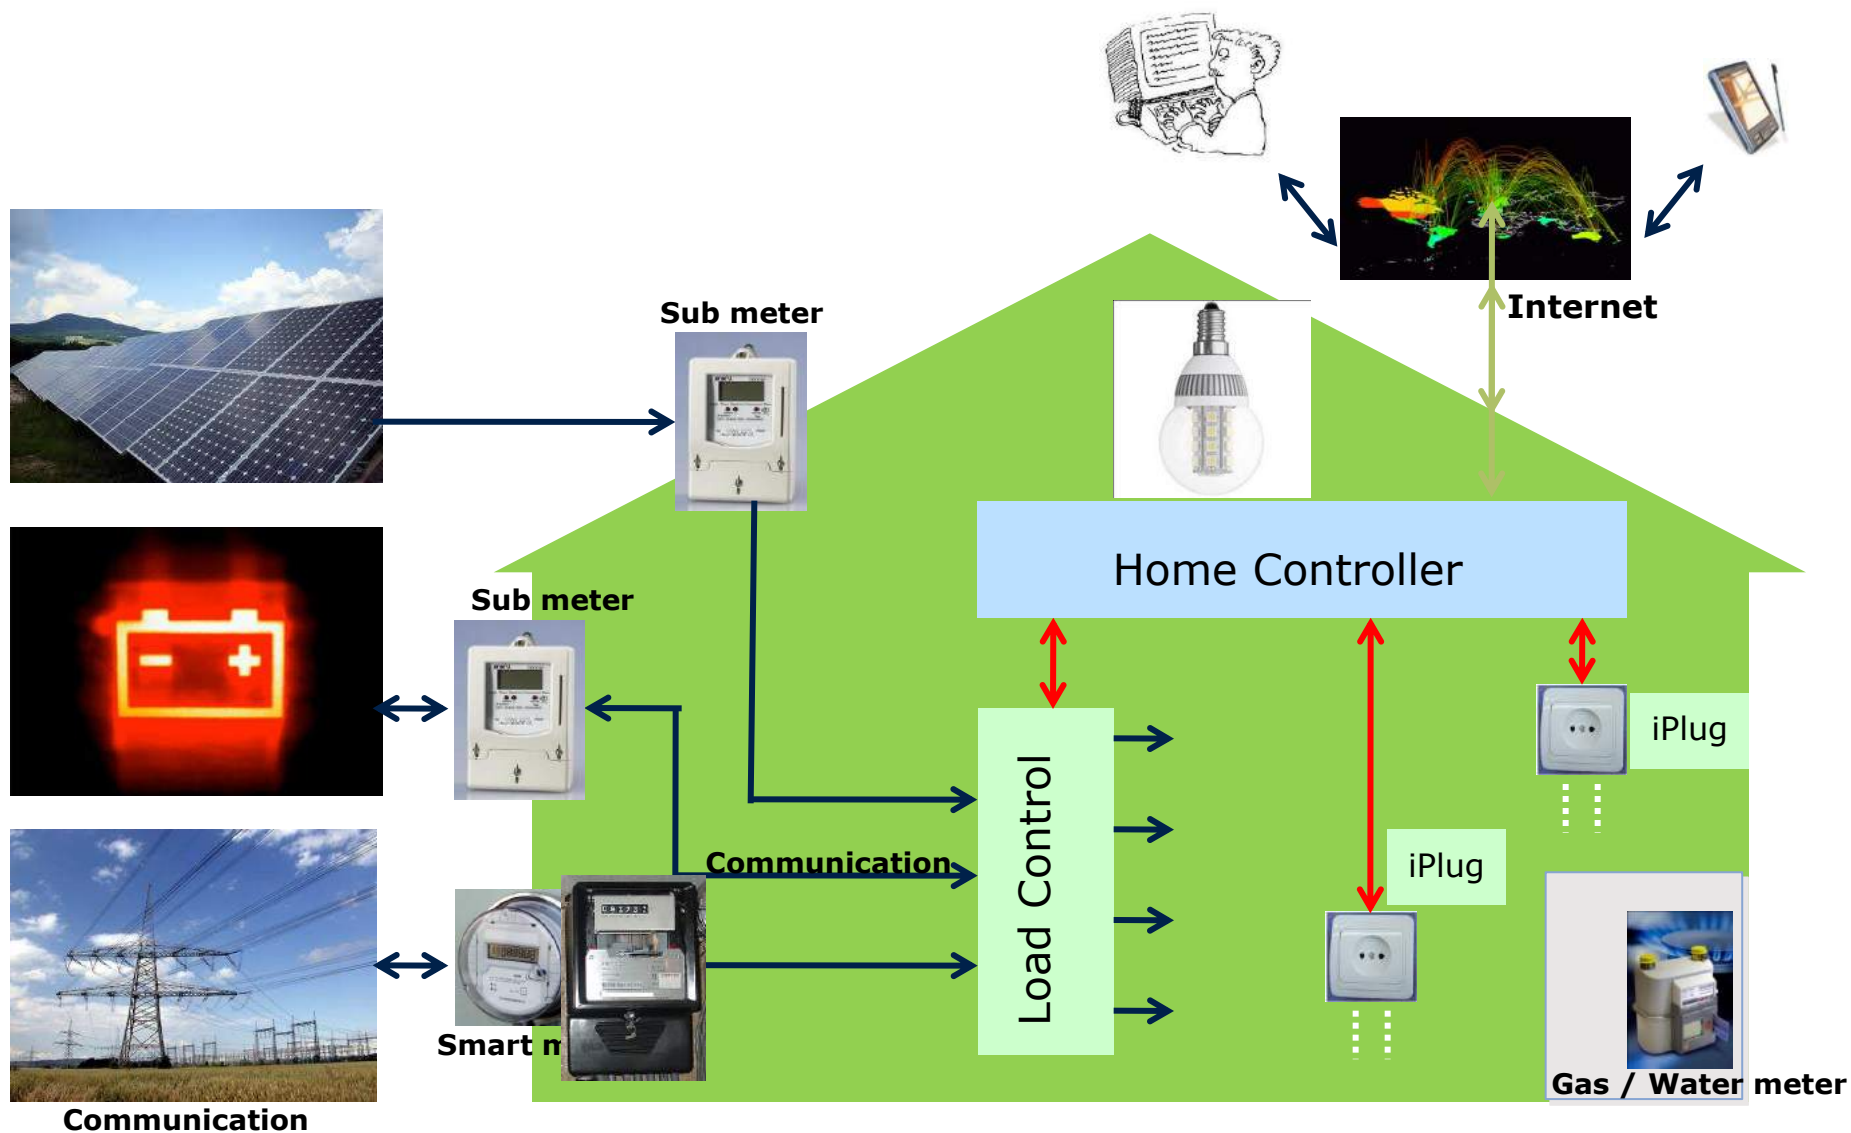 Internet
Sub meter
Home Controller
Sub meter
iPlug
Load Control
Communication
iPlug
Smart m
Gas / Water meter
Communication